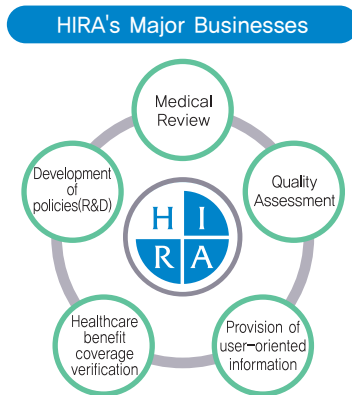 HIRA's Major Businesses
Medical
Review
Quality
Assessment
Provision of
user-oriented
information
Healthcare
benefit
coverage
verification
Development
of
policies(R&D)
H I
R A